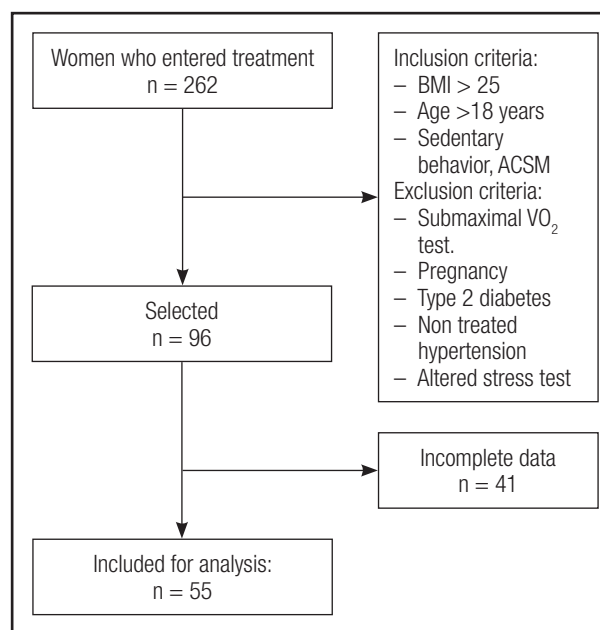 Women who entered treatment
n = 262
Inclusion criteria:
– BMI > 25
– Age >18 years
– Sedentary
behavior, ACSM
Exclusion criteria:
– Submaximal VO₂
test.
– Pregnancy
– Type 2 diabetes
– Non treated
hypertension
– Altered stress test
Selected
n = 96
Incomplete data
n = 41
Included for analysis:
n = 55